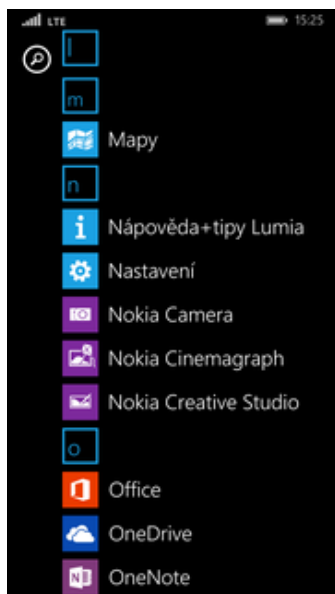 LTE 15:25
l
m
Mapy
n
Nápověda+tipy Lumia
Nastavení
Nokia Camera
Nokia Cinemagraph
Nokia Creative Studio
o
Office
OneDrive
OneNote